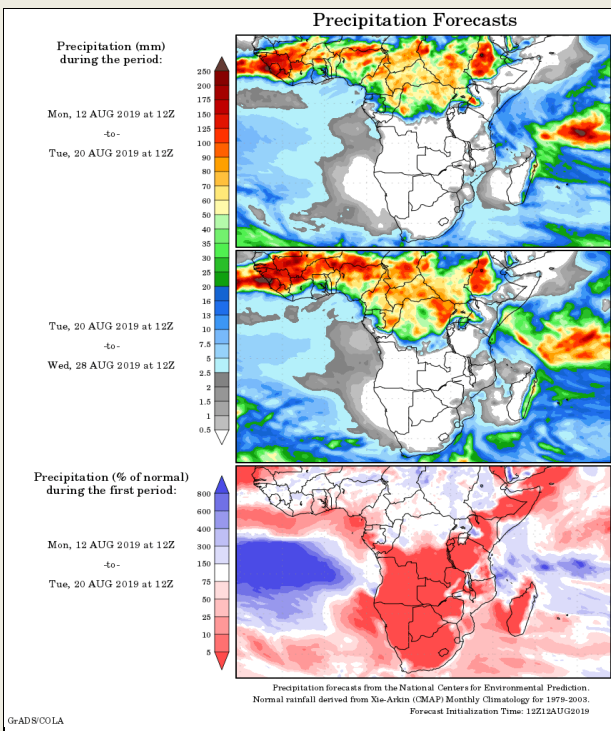 Precipitation Forecasts
Precipitation (mm)
during the period:
Mon, 12 AUG 2019 at 12Z
-to-
Tue, 20 AUG 2019 at 12Z
250
200
175
150
125
100
90
80
70
60
50
40
35
30
25
20
16
13
10
7.5
5
2.5
2
1.5
1
0.5
Tue, 20 AUG 2019 at 12Z
-to-
Wed, 28 AUG 2019 at 12Z
Precipitation (% of normal)
during the first period:
Mon, 12 AUG 2019 at 12Z
-to-
Tue, 20 AUG 2019 at 12Z
800
600
400
300
150
75
50
25
10
5
Precipitation forecasts from the National Centers for Environmental Prediction.
Normal rainfall derived from Xie-Arkin (CMAP) Monthly Climatology for 1979-2003.
Forecast Initialization Time: 12Z12AUG2019
GrADS/COLA